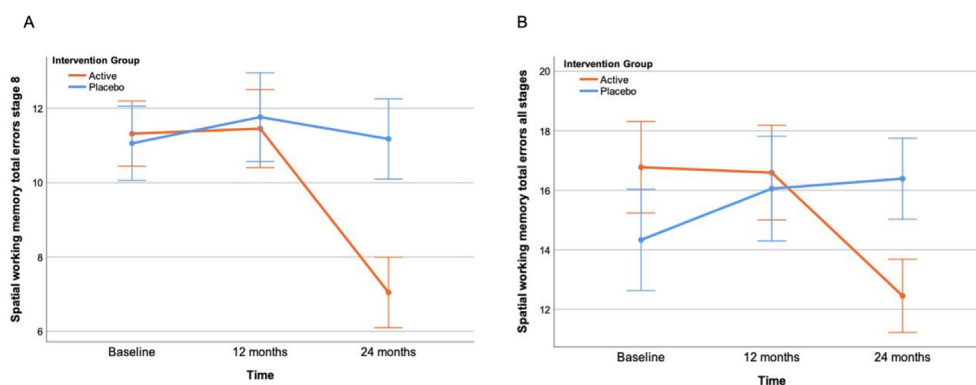 A
Spatial working memory total errors stage 8
Intervention Group
Active
Placebo
12
10
8
6
Baseline
12 months
24 months
Time
B
Spatial working memory total errors all stages
Intervention Group
Active
Placebo
20
18
16
14
12
Baseline
12 months
24 months
Time